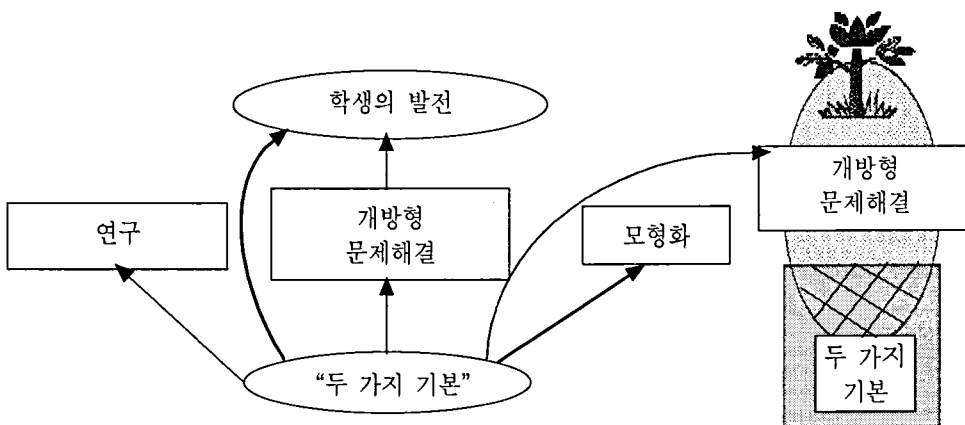 학생의 발전
연구
개방형
문제해결
모형화
개방형
문제해결
"두 가지 기본"
두 가지
기본